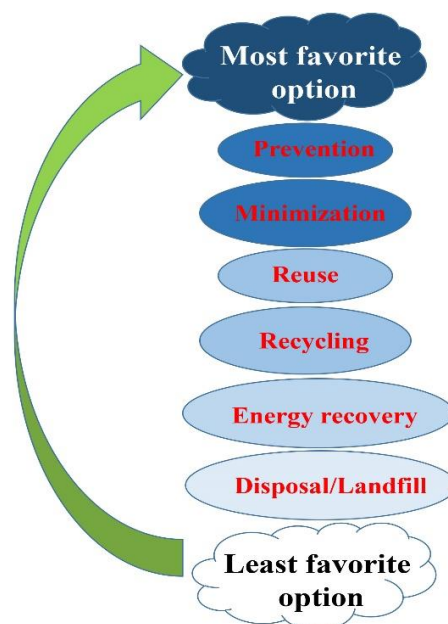 Most favorite
option
Prevention
Minimization
Reuse
Recycling
Energy recovery
Disposal/Landfill
Least favorite
option